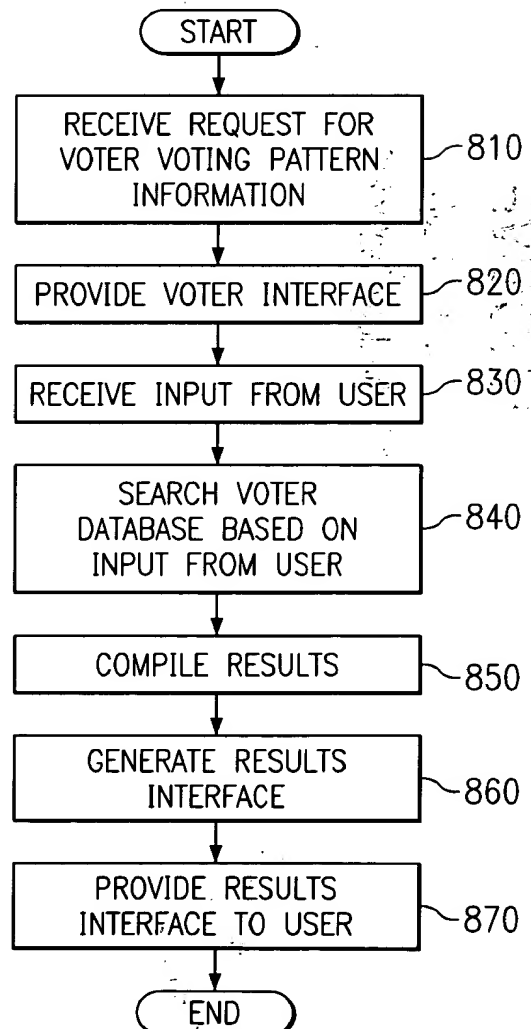 START
RECEIVE REQUEST FOR
VOTER VOTING PATTERN
INFORMATION
810
PROVIDE VOTER INTERFACE
820
RECEIVE INPUT FROM USER
830
SEARCH VOTER
DATABASE BASED ON
INPUT FROM USER
840
COMPILE RESULTS
850
GENERATE RESULTS
INTERFACE
860
PROVIDE RESULTS
INTERFACE TO USER
870
END